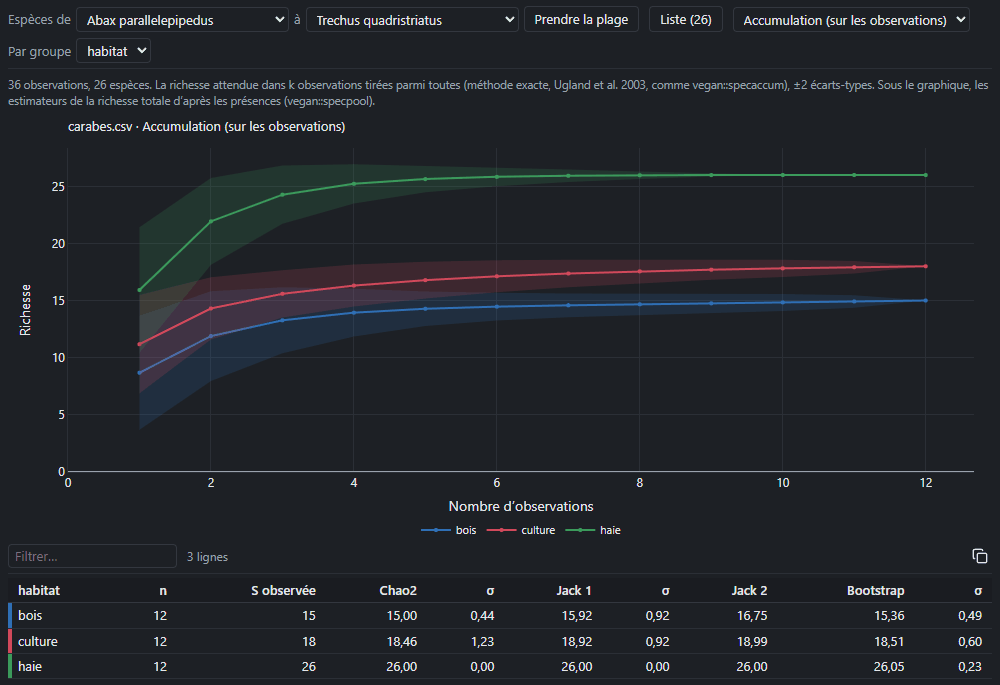 Espèces de Abax parallelepipedus à Trechus quadristriatus Prendre la plage Liste (26) Accumulation (sur les observations)
Par groupe habitat
36 observations, 26 espèces. La richesse attendue dans k observations tirées parmi toutes (méthode exacte, Ugland et al. 2003, comme vegan::specaccum), ±2 écarts-types. Sous le graphique, les
estimateurs de la richesse totale d'après les présences (vegan::specpool).
carabes.csv · Accumulation (sur les observations)
25
20
15
10
5
0
Richesse
0 2 4 6 8 10 12
Nombre d'observations
bois culture haie
Filtrer... 3 lignes
habitat n S observée Chao2 σ Jack 1 σ Jack 2 Bootstrap σ
bois 12 15 15,00 0,44 15,92 0,92 16,75 15,36 0,49
culture 12 18 18,46 1,23 18,92 0,92 18,99 18,51 0,60
haie 12 26 26,00 0,00 26,00 0,00 26,00 26,05 0,23